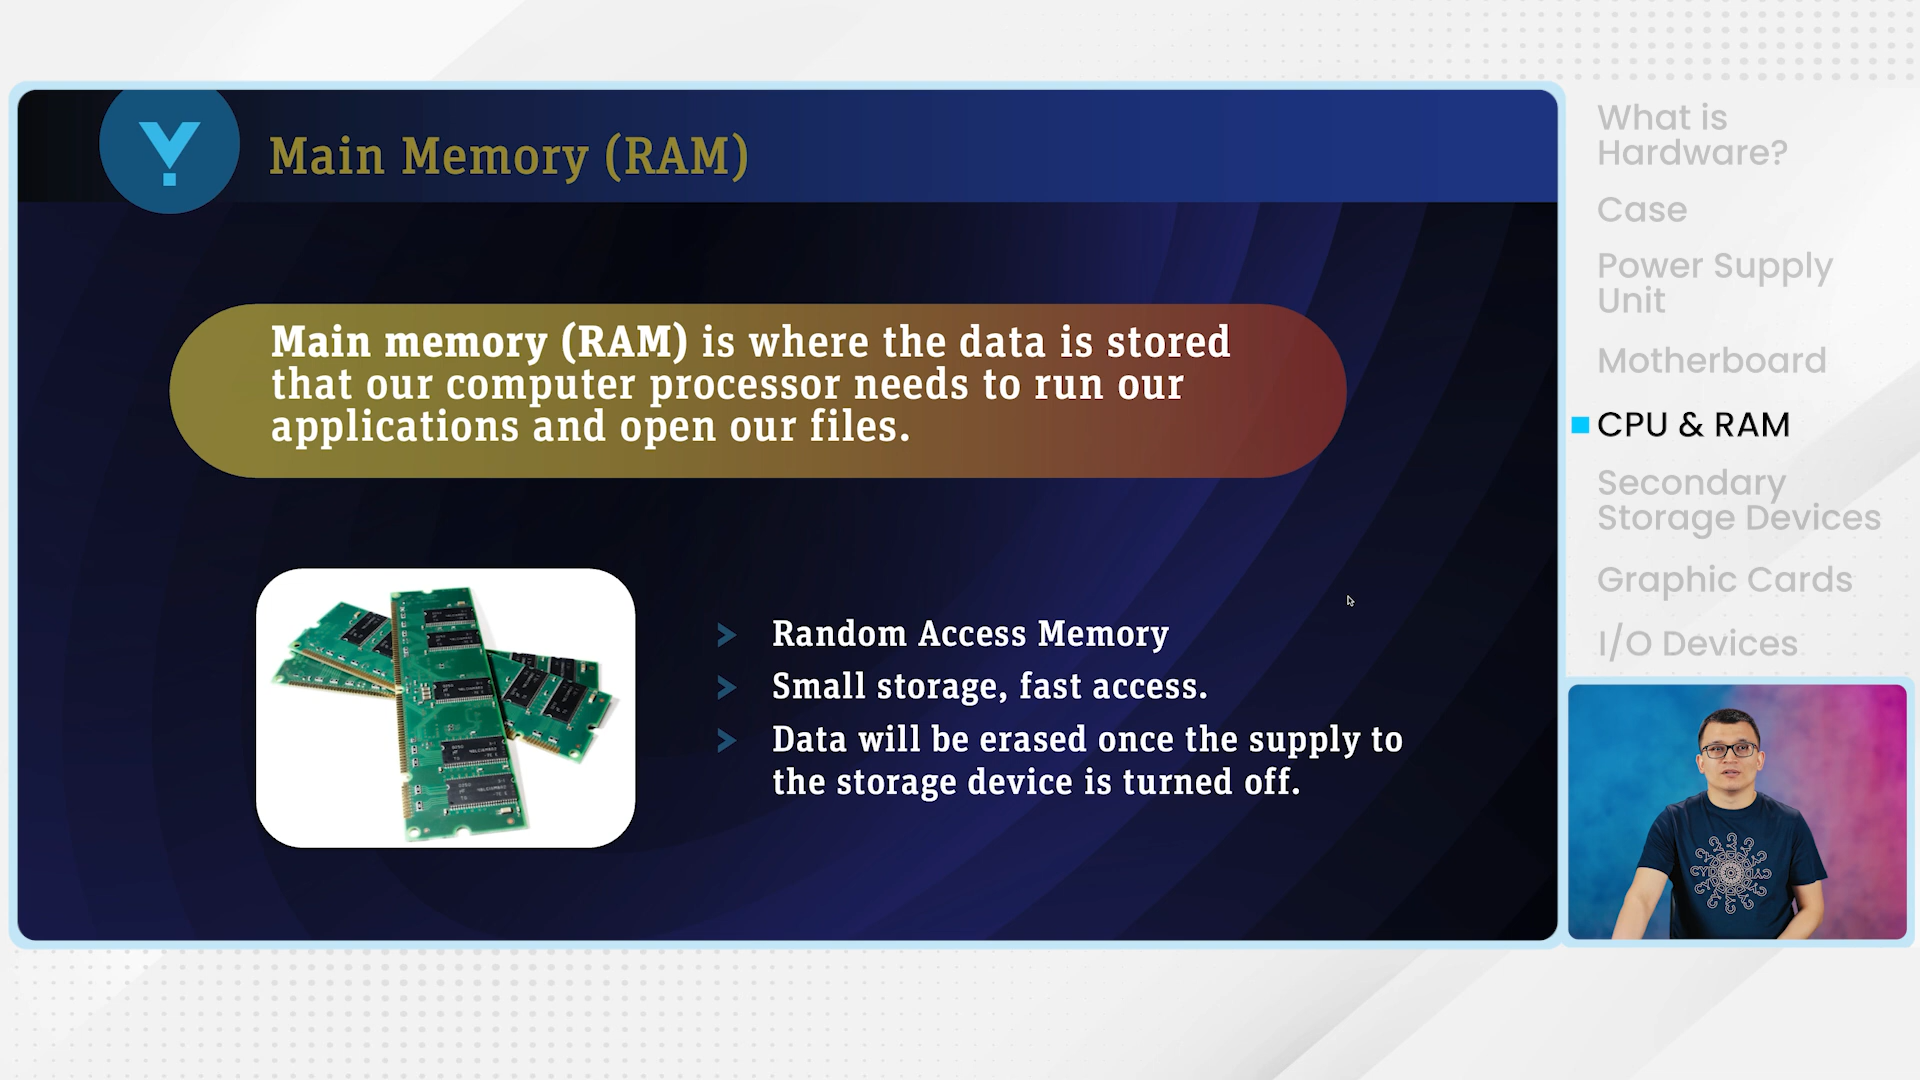 Main Memory (RAM)
Main memory (RAM) is where the data is stored
that our computer processor needs to run our
applications and open our files.
Random Access Memory
Small storage, fast access.
Data will be erased once the supply to
the storage device is turned off.
What is
Hardware?
Case
Power Supply
Unit
Motherboard
CPU & RAM
Secondary
Storage Devices
Graphic Cards
I/O Devices